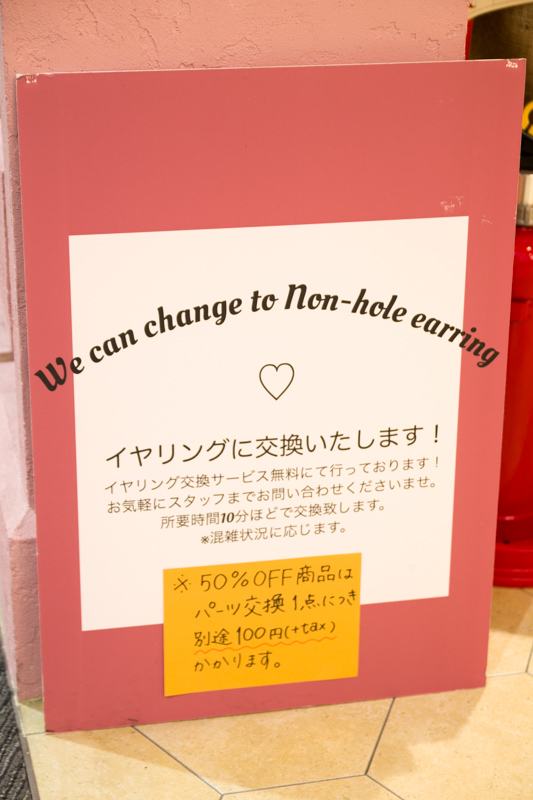 We can change to Non-hole earring
イヤリングに交換いたします！
イヤリング交換サービス無料にて行っております！
お気軽にスタッフまでお問い合わせくださいませ。
所要時間10分ほどで交換致します。
※混雑状況に応じます。
※50%OFF商品は
パーツ交換1点につき
別途100円(+tax)
かかります。